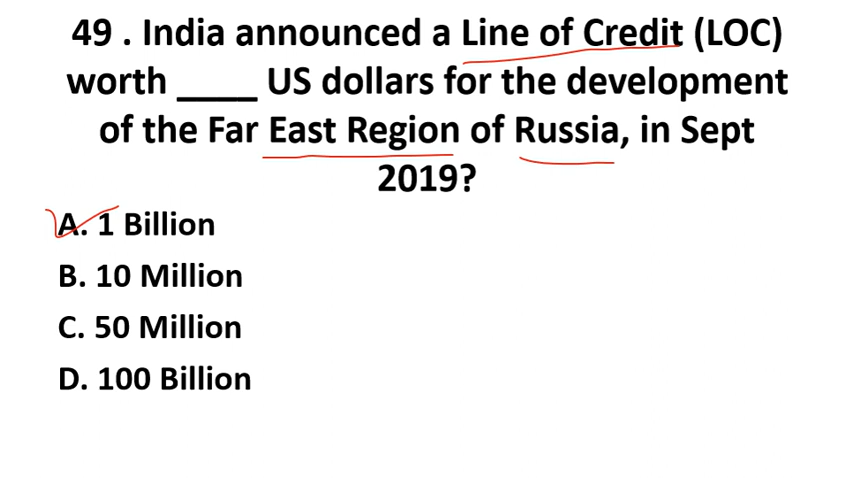 49 . India announced a Line of Credit (LOC)
worth ____ US dollars for the development
of the Far East Region of Russia, in Sept
2019?
A. 1 Billion
B. 10 Million
C. 50 Million
D. 100 Billion